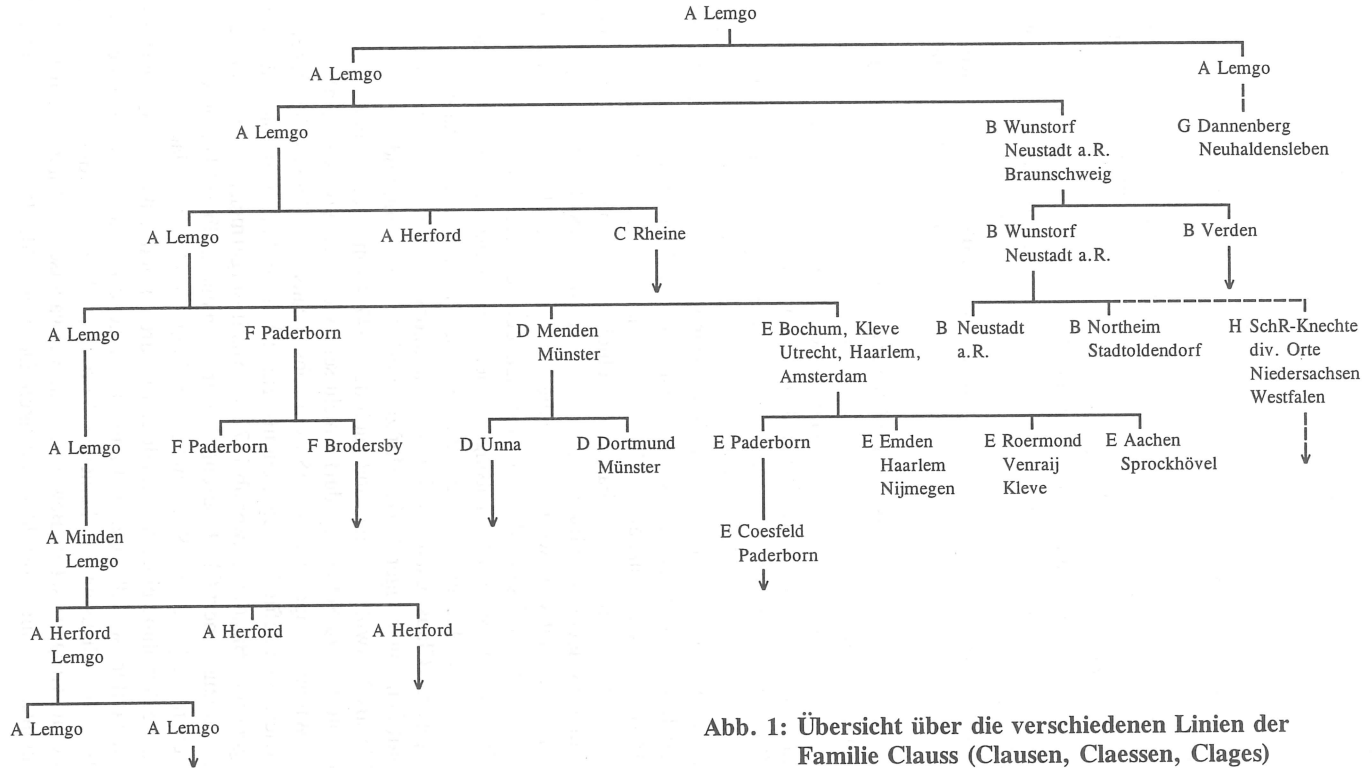 A Lemgo
A Lemgo
A Lemgo
A Lemgo
B Wunstorf
Neustadt a.R.
Braunschweig
G Dannenberg
Neuhaldensleben
A Lemgo
A Herford
C Rheine
B Wunstorf
Neustadt a.R.
B Verden
A Lemgo
F Paderborn
D Menden
Münster
E Bochum, Kleve
Utrecht, Haarlem,
Amsterdam
B Neustadt
a.R.
B Northeim
Stadtoldendorf
H SchR-Knechte
div. Orte
Niedersachsen
Westfalen
A Lemgo
F Paderborn
F Brodersby
D Unna
D Dortmund
Münster
E Paderborn
E Emden
Haarlem
Nijmegen
E Roermond
Venraij
Kleve
E Aachen
Sprockhövel
A Minden
Lemgo
E Coesfeld
Paderborn
A Herford
Lemgo
A Herford
A Herford
A Lemgo
A Lemgo
Abb. 1: Übersicht über die verschiedenen Linien der
Familie Clauss (Clausen, Claessen, Clages)